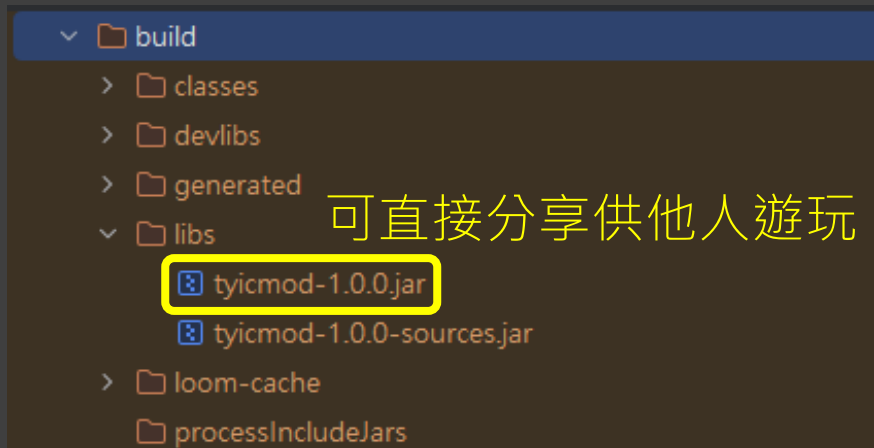 build
classes
devlibs
generated
可直接分享供他人遊玩
libs
tyicmod-1.0.0.jar
tyicmod-1.0.0-sources.jar
loom-cache
processIncludeJars